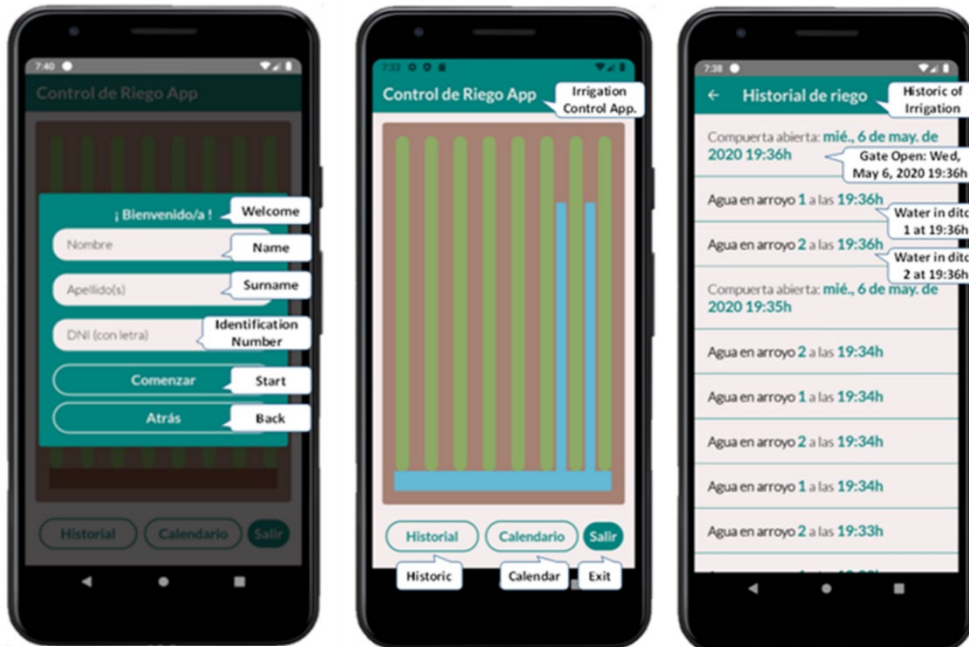 7:40
Control de Riego App
¡ Bienvenido/a !
Welcome
Nombre
Name
Apellido(s)
Surname
DNI (con letra)
Identification
Number
Comenzar
Start
Atrás
Back
Historial
Calendario
Salir
7:33
Control de Riego App
Irrigation
Control App.
Historial
Calendario
Salir
Historic
Calendar
Exit
7:38
Historial de riego
Historic of
Irrigation
Compuerta abierta: mié., 6 de may. de
2020 19:36h
Gate Open: Wed,
May 6, 2020 19:36h
Agua en arroyo 1 a las 19:36h
Water in ditc
1 at 19:36h
Agua en arroyo 2 a las 19:36h
Water in ditc
2 at 19:36h
Compuerta abierta: mié., 6 de may. de
2020 19:35h
Agua en arroyo 2 a las 19:34h
Agua en arroyo 1 a las 19:34h
Agua en arroyo 2 a las 19:34h
Agua en arroyo 1 a las 19:34h
Agua en arroyo 2 a las 19:33h